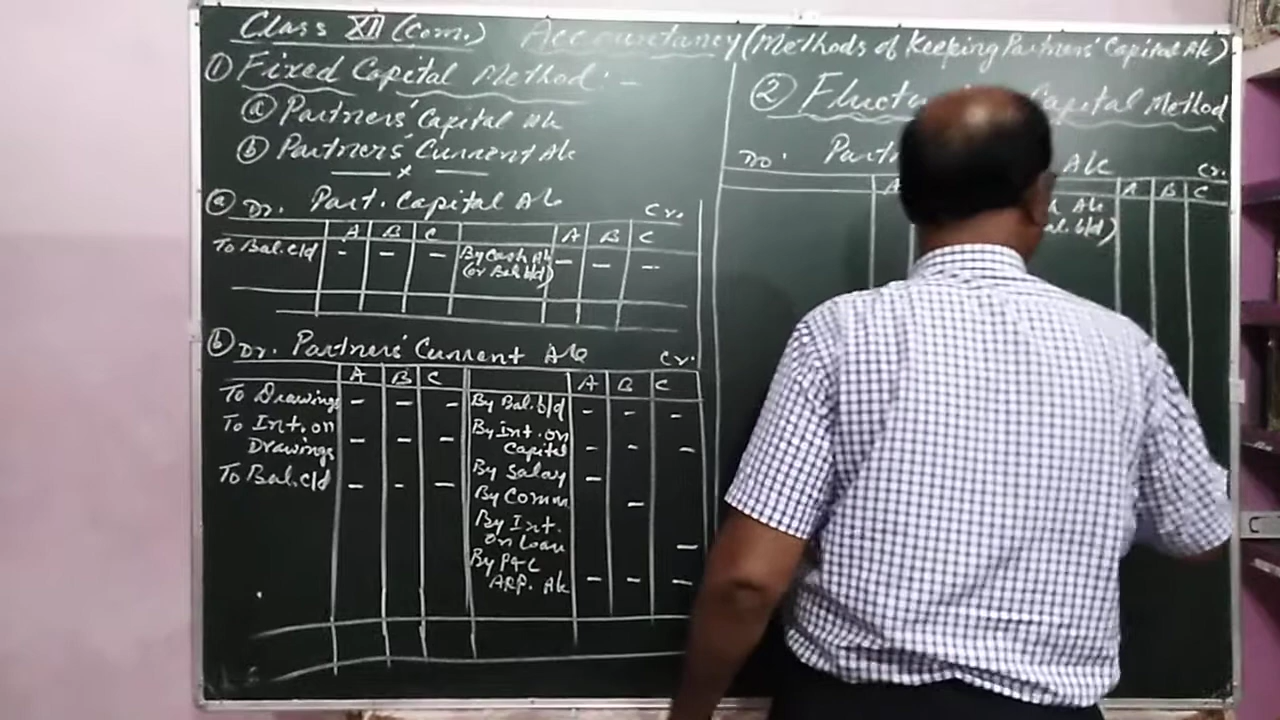 Class XII (Com.) Accountancy (Methods of Keeping Partners' Capital A/c)
① Fixed Capital Method :-
ⓐ Partners' Capital A/c
ⓑ Partners' Current A/c
x
ⓐ Dr. Part. Capital A/c Cr.
A B C A B C
To Bal. c/d - - - By Cash A/c - - -
(or Bal. b/d)
ⓑ Dr. Partners' Current A/c Cr.
A B C A B C
To Drawings - - - By Bal. b/d - - -
To Int. on
Drawings - - -
To Bal. c/d - - -
By Int. on
Capital - - -
By Salary -
By Comm. -
By Int.
on Loan -
By P&L
APP. A/c - - -
② Capital Method
Dr. A/c Cr.
A A B C
A/c
b/d)